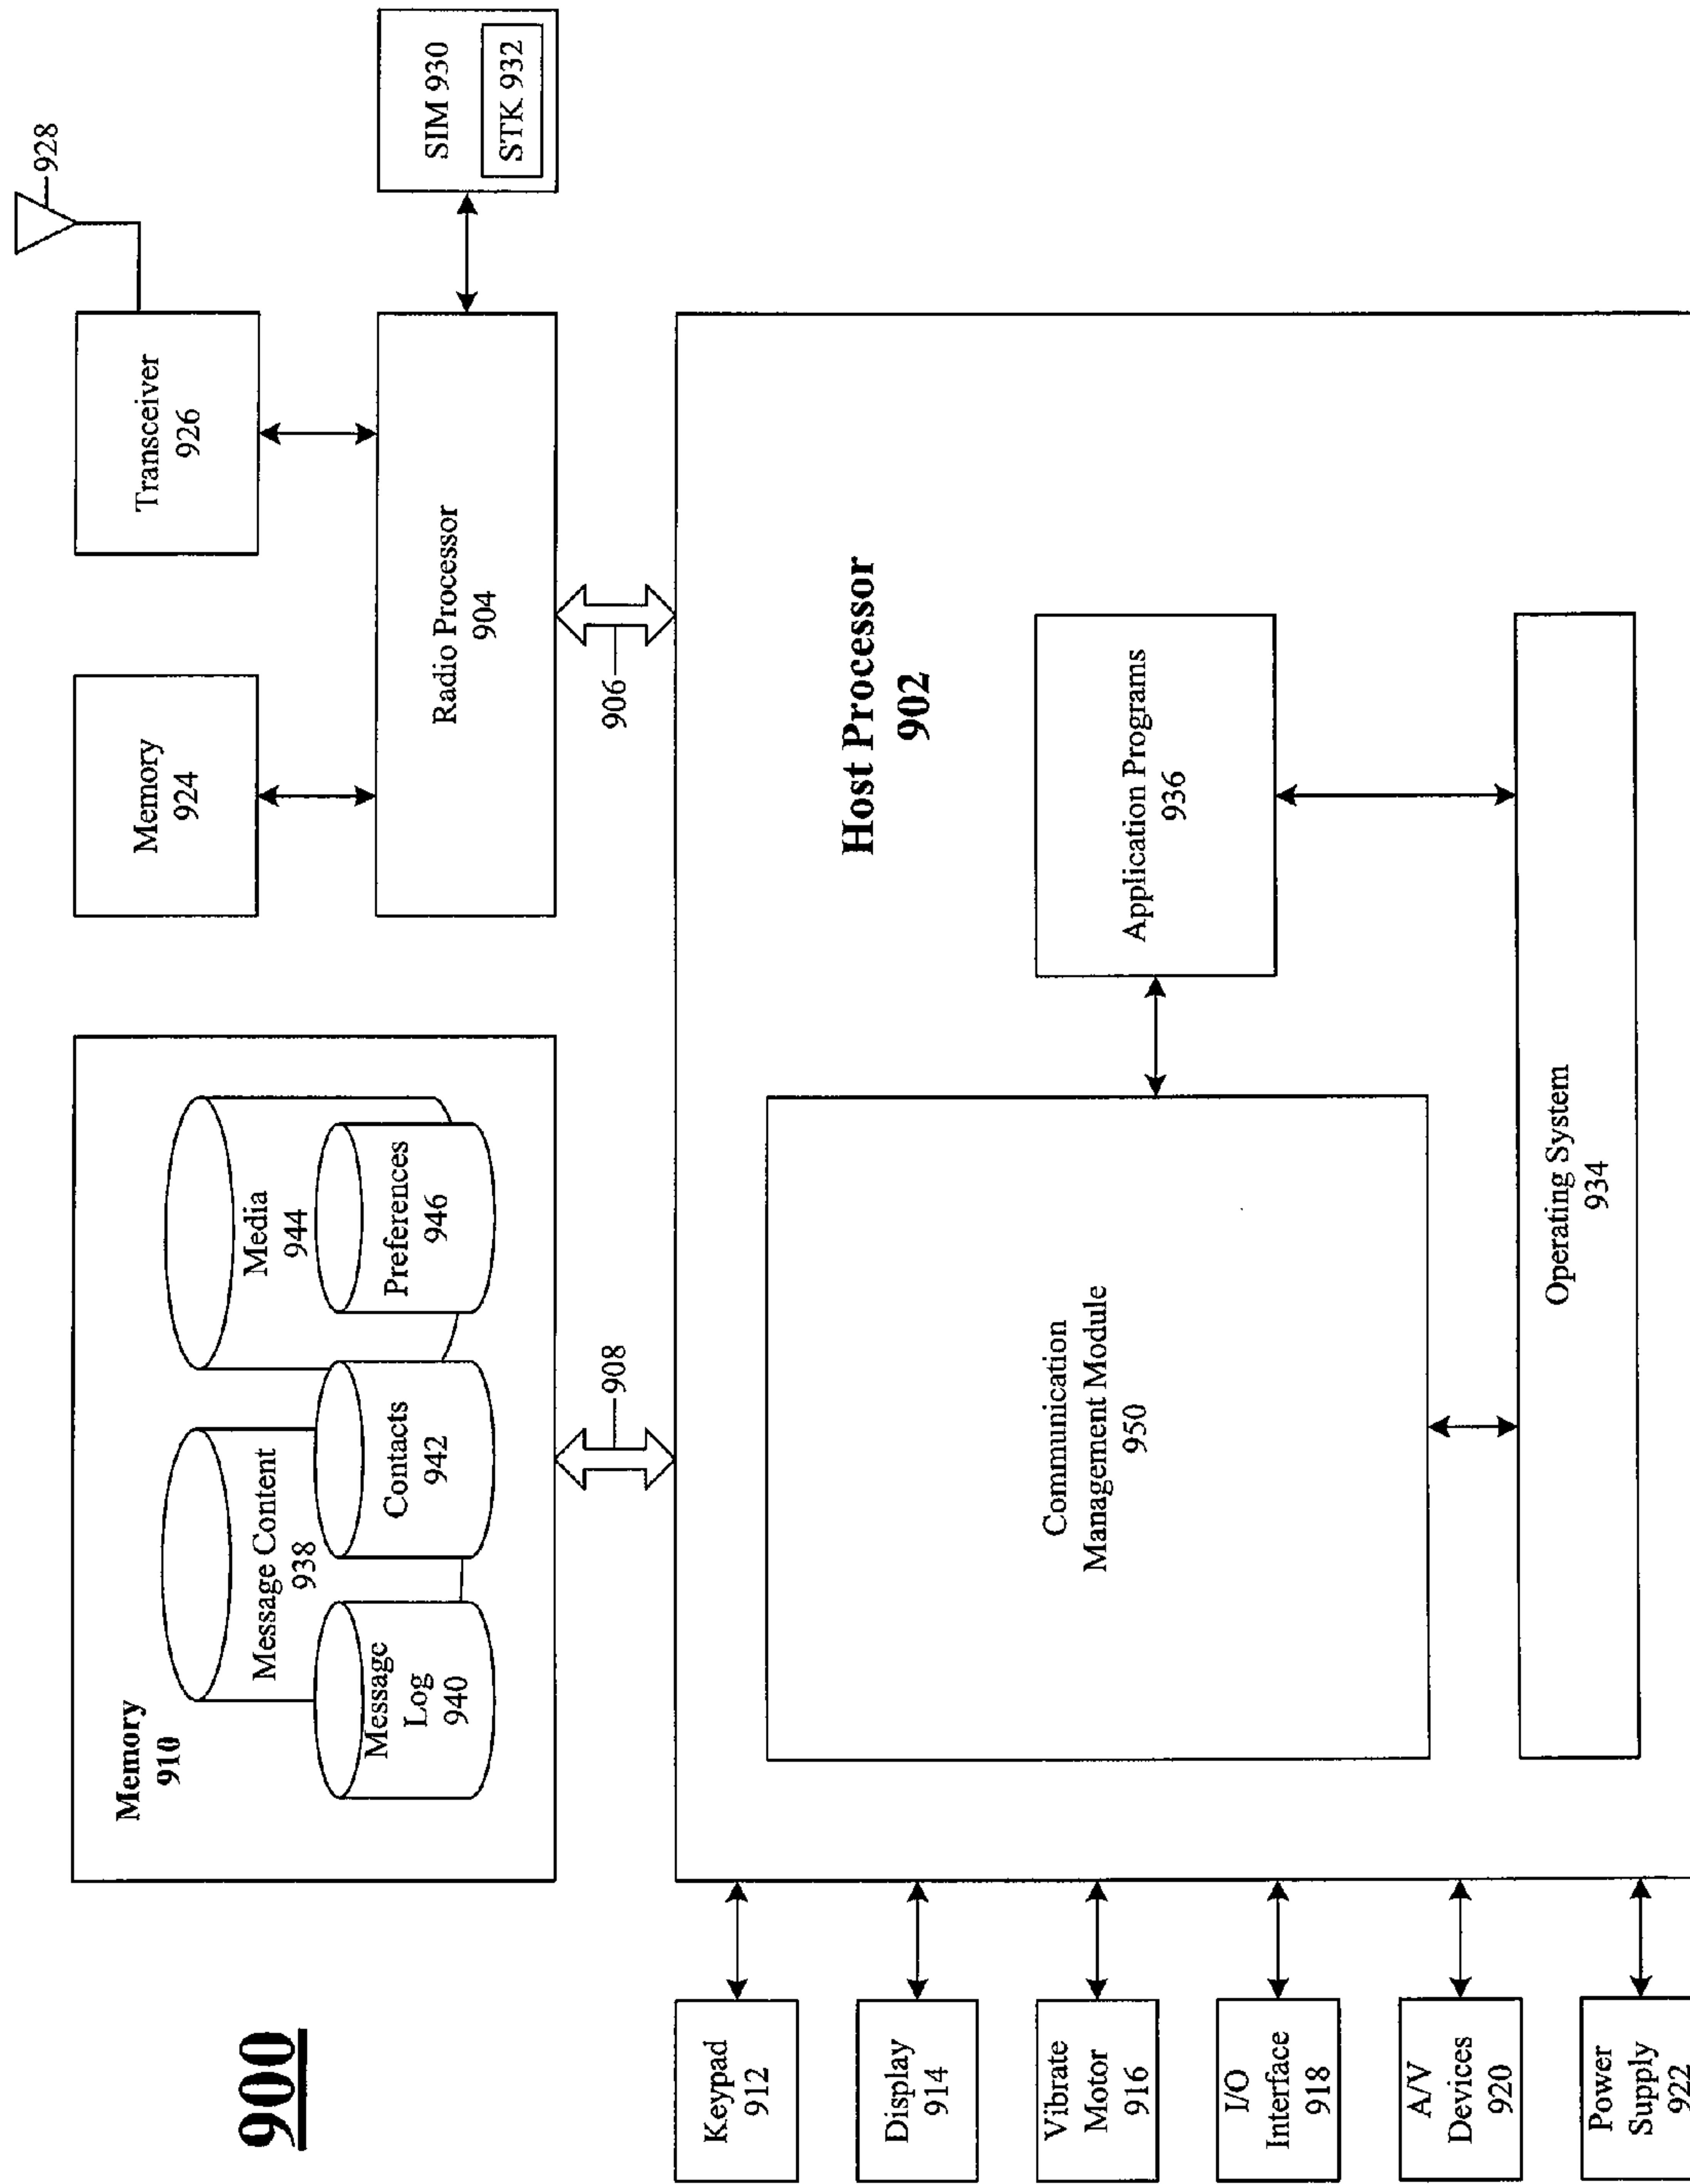 900
Memory
910
Message Content
938
Media
944
Message
Log
940
Contacts
942
Preferences
946
Memory
924
Transceiver
926
928
Radio Processor
904
SIM 930
STK 932
908
906
Host Processor
902
Communication
Management Module
950
Application Programs
936
Operating System
934
Keypad
912
Display
914
Vibrate
Motor
916
I/O
Interface
918
A/V
Devices
920
Power
Supply
922